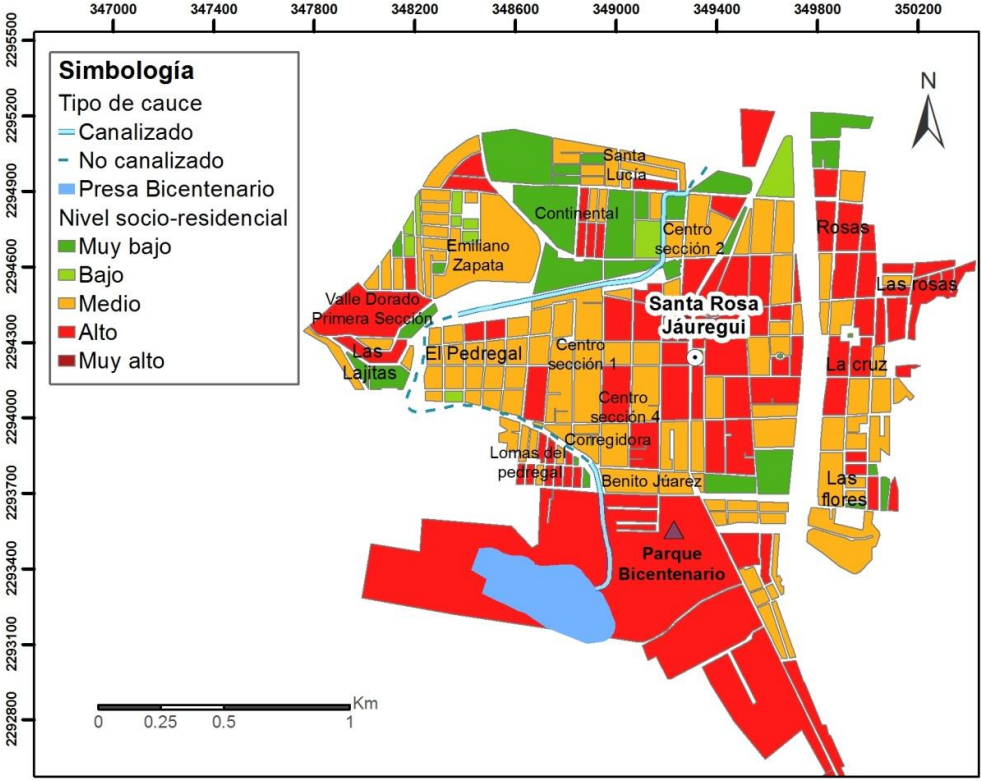 347000 347400 347800 348200 348600 349000 349400 349800 350200
2295500
2295200
2294900
2294600
2294300
2294000
2293700
2293400
2293100
2292800
Simbología
Tipo de cauce
Canalizado
No canalizado
Presa Bicentenario
Nivel socio-residencial
Muy bajo
Bajo
Medio
Alto
Muy alto
N
Santa
Lucía
Continental
Centro
sección 2
Rosas
Emiliano
Zapata
Las rosas
Valle Dorado
Primera Sección
Santa Rosa
Jáuregui
Las
Lajitas
El Pedregal
Centro
sección 1
La cruz
Centro
sección 4
Corregidora
Lomas del
pedregal
Benito Júarez
Las
flores
Parque
Bicentenario
Km
0 0.25 0.5 1